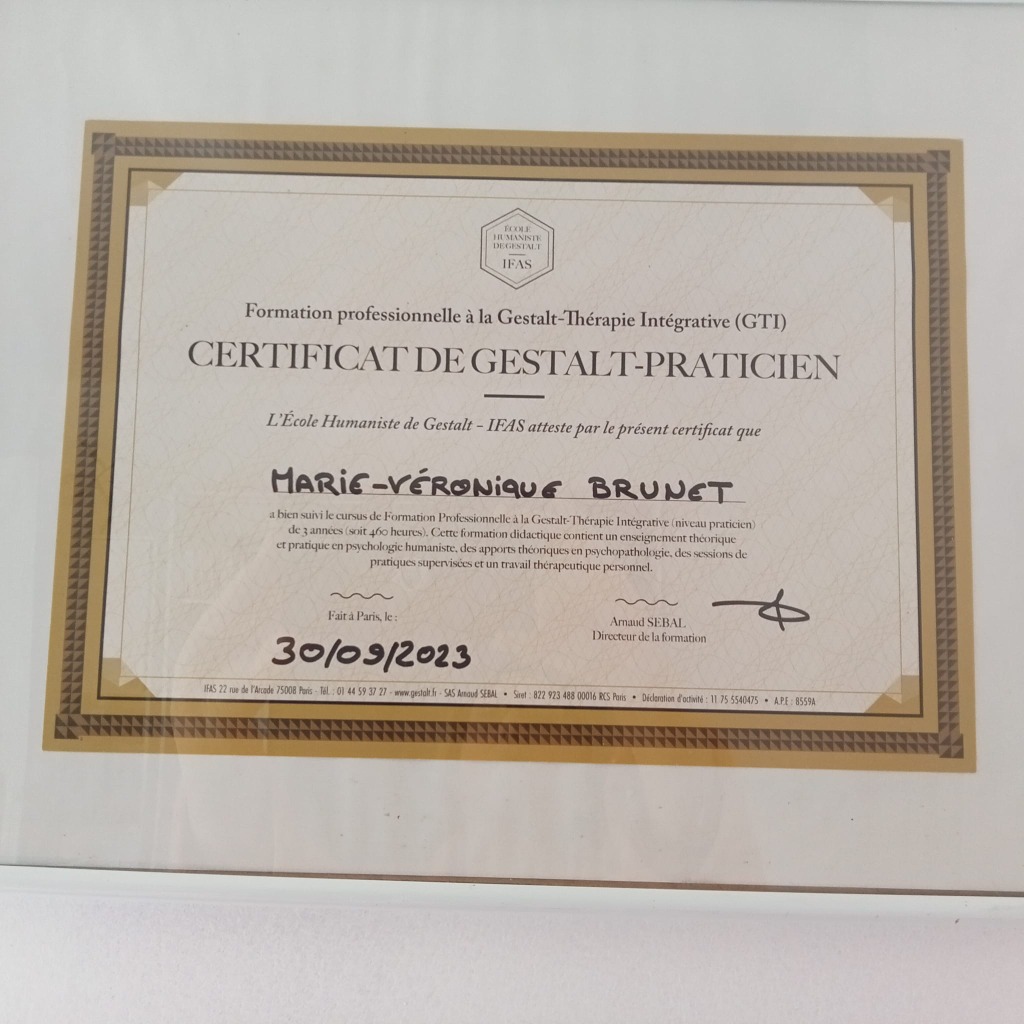 ÉCOLE
HUMANISTE
DE GESTALT
IFAS
Formation professionnelle à la Gestalt-Thérapie Intégrative (GTI)
CERTIFICAT DE GESTALT-PRATICIEN
L'École Humaniste de Gestalt – IFAS atteste par le présent certificat que
MARIE-VÉRONIQUE BRUNET
a bien suivi le cursus de Formation Professionnelle à la Gestalt-Thérapie Intégrative (niveau praticien)
de 3 années (soit 460 heures). Cette formation didactique contient un enseignement théorique
et pratique en psychologie humaniste, des apports théoriques en psychopathologie, des sessions de
pratiques supervisées et un travail thérapeutique personnel.
Fait à Paris, le :
30/09/2023
Arnaud SEBAL
Directeur de la formation
IFAS 22 rue de l'Arcade 75008 Paris - Tél. : 01 44 59 37 27 - www.gestalt.fr - SAS Arnaud SEBAL • Siret : 822 923 488 00016 RCS Paris • Déclaration d'activité : 11 75 5540475 • A.P.E : 8559A